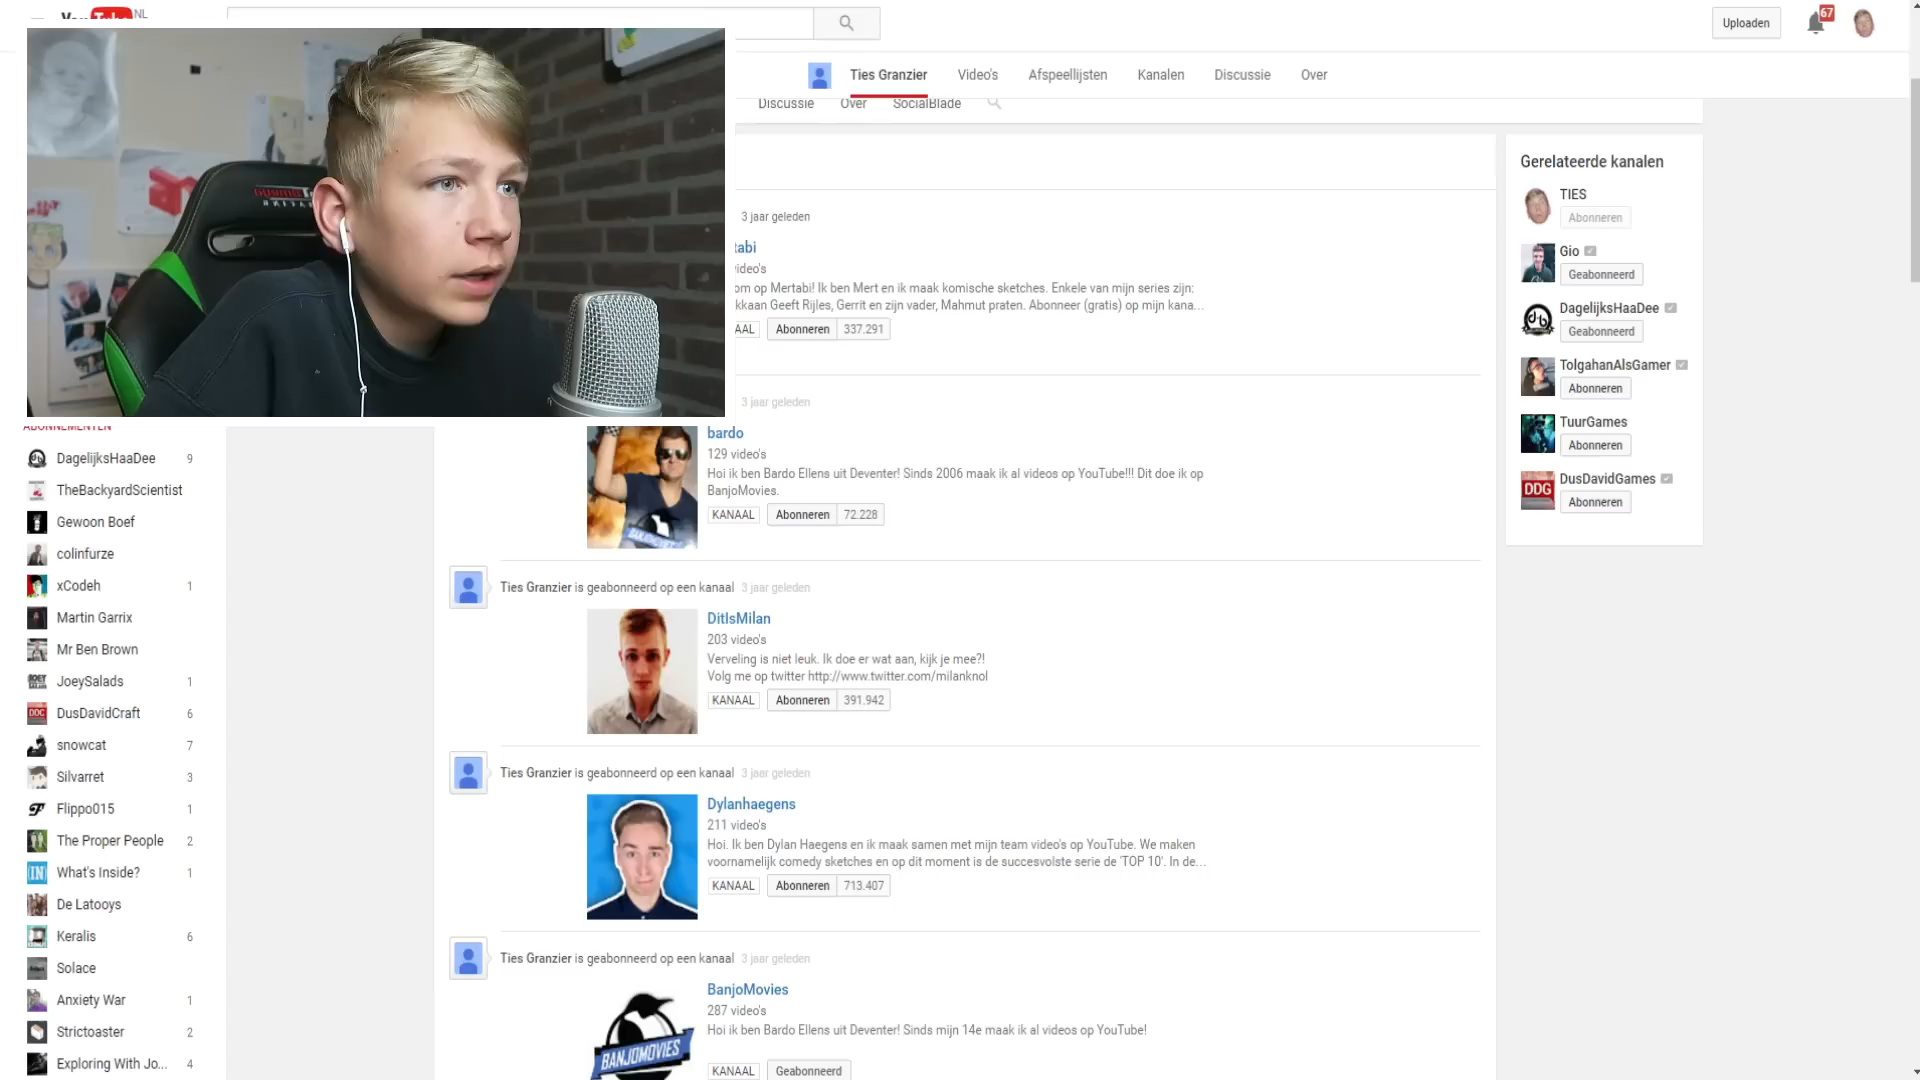 NL
Uploaden
67
Ties Granzier
Video's
Afspeellijsten
Kanalen
Discussie
Over
Discussie
Over
SocialBlade
3 jaar geleden
om op Mertabi! Ik ben Mert en ik maak komische sketches. Enkele van mijn series zijn:
Geeft Rijles, Gerrit en zijn vader, Mahmut praten. Abonneer (gratis) op mijn kana...
Abonneren 337.291
3 jaar geleden
bardo
129 video's
Hoi ik ben Bardo Ellens uit Deventer! Sinds 2006 maak ik al videos op YouTube!!! Dit doe ik op
BanjoMovies.
KANAAL Abonneren 72.228
Ties Granzier is geabonneerd op een kanaal 3 jaar geleden
DitIsMilan
203 video's
Verveling is niet leuk. Ik doe er wat aan, kijk je mee?!
Volg me op twitter http://www.twitter.com/milanknol
KANAAL Abonneren 391.942
Ties Granzier is geabonneerd op een kanaal 3 jaar geleden
Dylanhaegens
211 video's
Hoi. Ik ben Dylan Haegens en ik maak samen met mijn team video's op YouTube. We maken
voornamelijk comedy sketches en op dit moment is de succesvolste serie de 'TOP 10'. In de...
KANAAL Abonneren 713.407
Ties Granzier is geabonneerd op een kanaal 3 jaar geleden
BanjoMovies
287 video's
Hoi ik ben Bardo Ellens uit Deventer! Sinds mijn 14e maak ik al videos op YouTube!
BANJOMOVIES
KANAAL Geabonneerd
ABONNEMENTEN
DagelijksHaaDee 9
TheBackyardScientist
Gewoon Boef
colinfurze
xCodeh 1
Martin Garrix
Mr Ben Brown
JoeySalads 1
DusDavidCraft 6
snowcat 7
Silvarret 3
Flippo015 1
The Proper People 2
What's Inside? 1
De Latooys
Keralis 6
Solace
Anxiety War 1
Strictoaster 2
Exploring With Jo... 4
Gerelateerde kanalen
TIES
Abonneren
Gio
Geabonneerd
DagelijksHaaDee
Geabonneerd
TolgahanAlsGamer
Abonneren
TuurGames
Abonneren
DDG
DusDavidGames
Abonneren